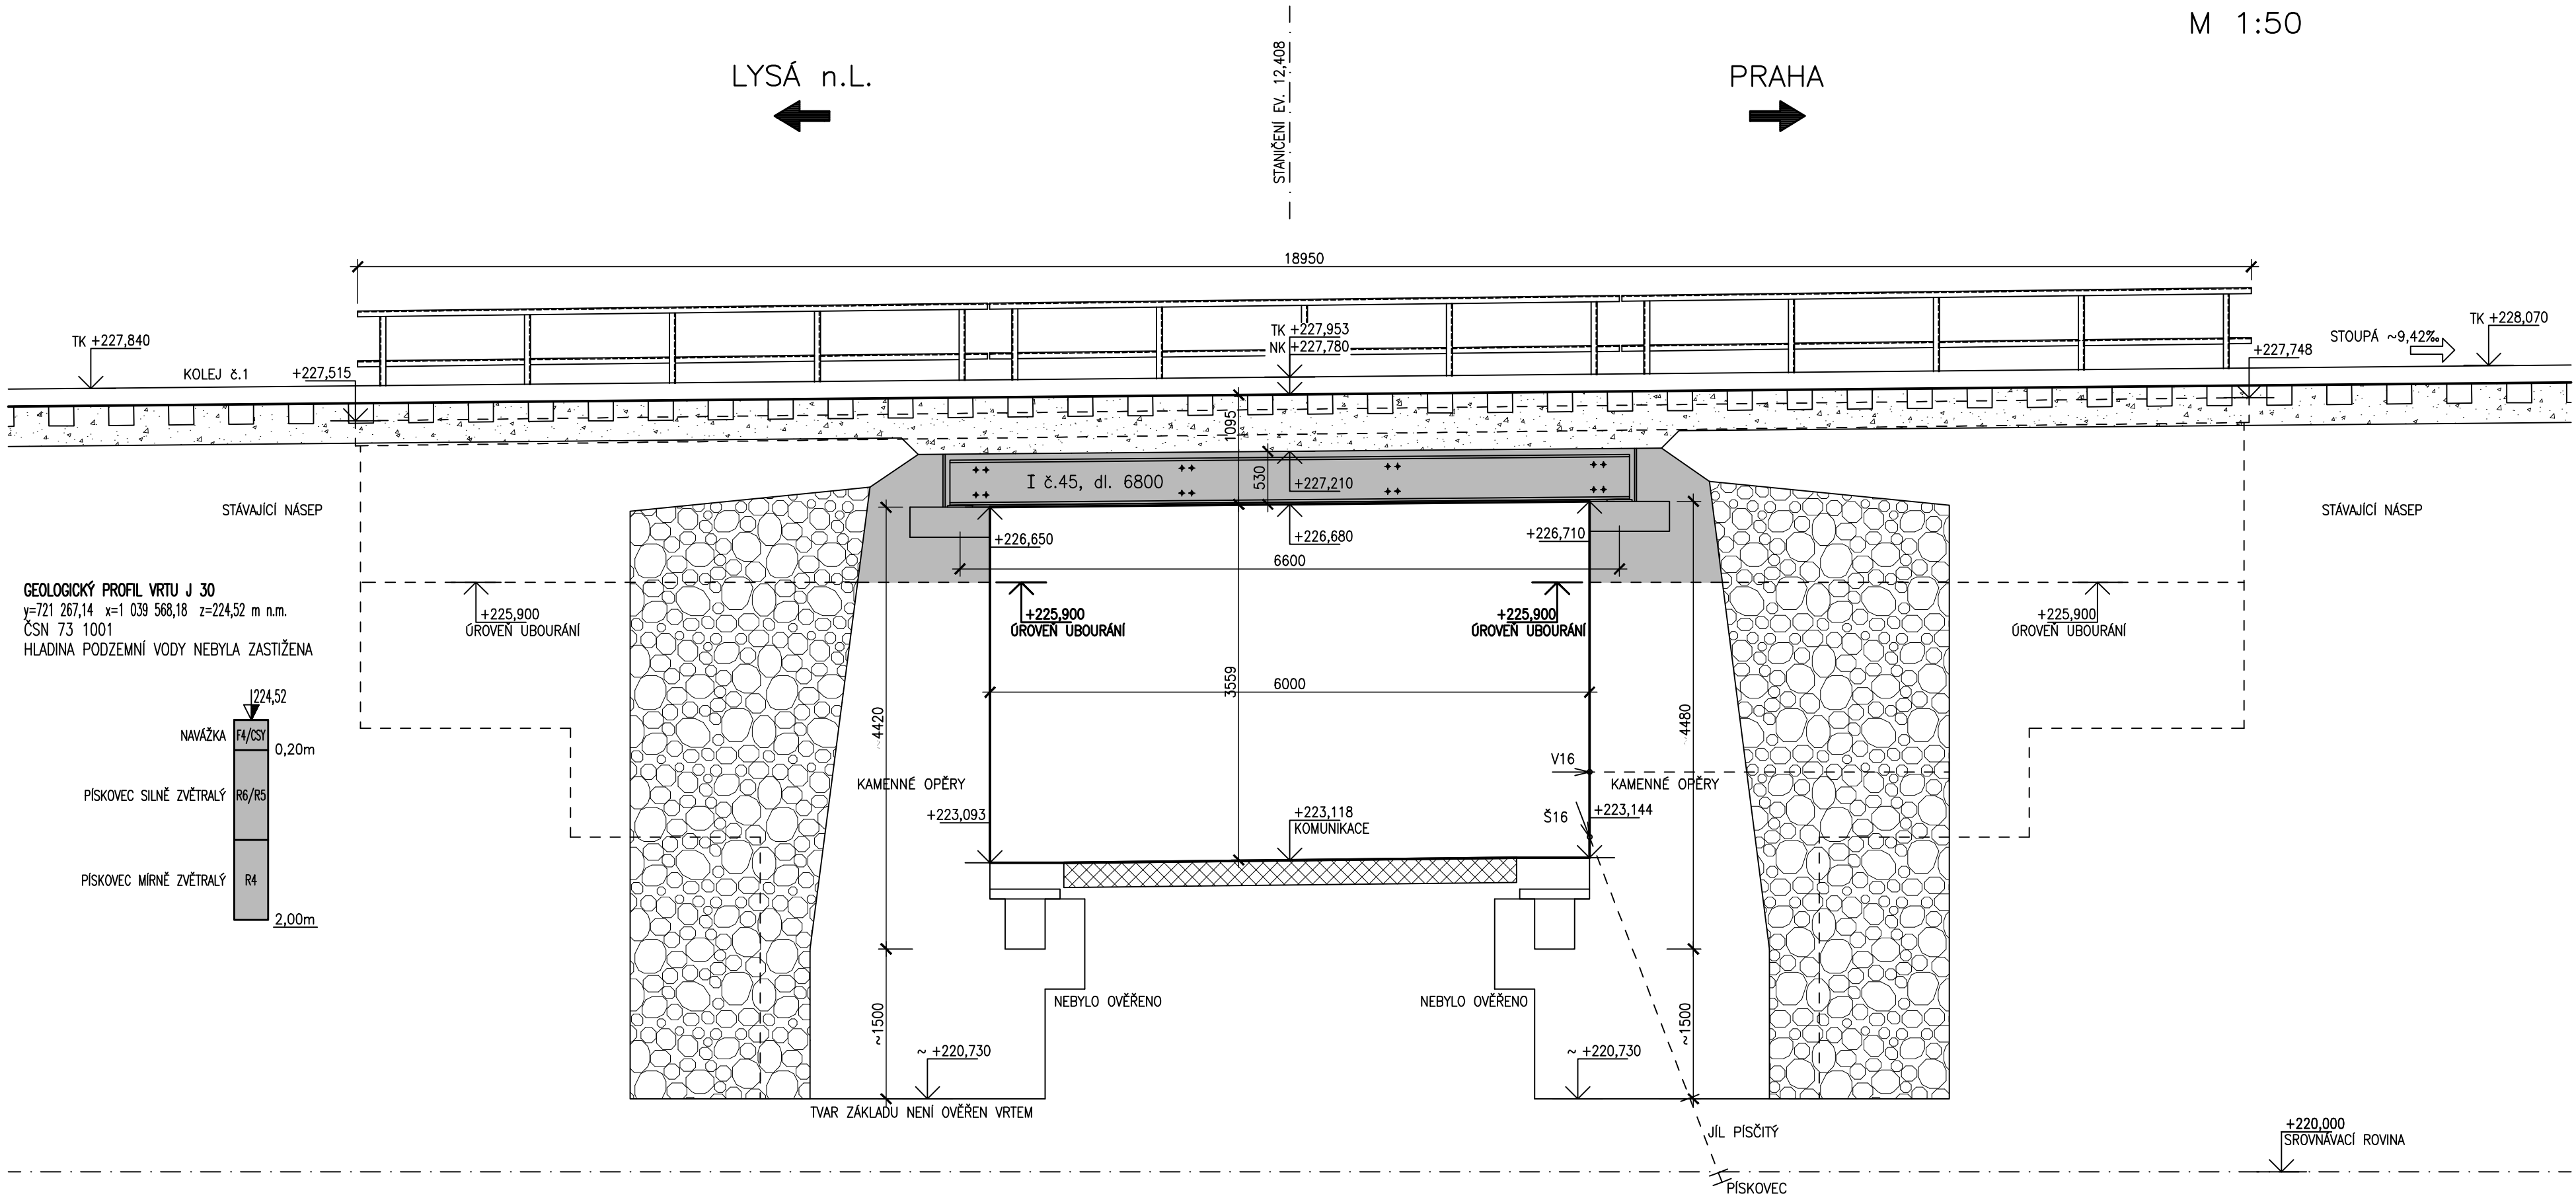 M 1:50
LYSÁ n.L.
PRAHA
STANIČENÍ EV. 12,408
18950
TK +227,840
KOLEJ č.1
+227,515
TK +227,953
NK +227,780
+227,748
STOUPÁ ~9,42‰
TK +228,070
1095
530
I č.45, dl. 6800
+227,210
STÁVAJÍCÍ NÁSEP
STÁVAJÍCÍ NÁSEP
+226,650
+226,680
+226,710
6600
GEOLOGICKÝ PROFIL VRTU J 30
y=721 267,14 x=1 039 568,18 z=224,52 m n.m.
ČSN 73 1001
HLADINA PODZEMNÍ VODY NEBYLA ZASTIŽENA
+225,900
ÚROVEŇ UBOURÁNÍ
+225,900
ÚROVEŇ UBOURÁNÍ
+225,900
ÚROVEŇ UBOURÁNÍ
+225,900
ÚROVEŇ UBOURÁNÍ
224,52
NAVÁŽKA
F4/CSY
0,20m
PÍSKOVEC SILNĚ ZVĚTRALÝ
R6/R5
PÍSKOVEC MÍRNĚ ZVĚTRALÝ
R4
2,00m
3559
6000
~4420
~4480
V16
KAMENNÉ OPĚRY
KAMENNÉ OPĚRY
+223,093
+223,118
KOMUNIKACE
Š16
+223,144
NEBYLO OVĚŘENO
NEBYLO OVĚŘENO
~1500
~1500
~ +220,730
~ +220,730
TVAR ZÁKLADU NENÍ OVĚŘEN VRTEM
JÍL PÍSČITÝ
+220,000
SROVNÁVACÍ ROVINA
PÍSKOVEC